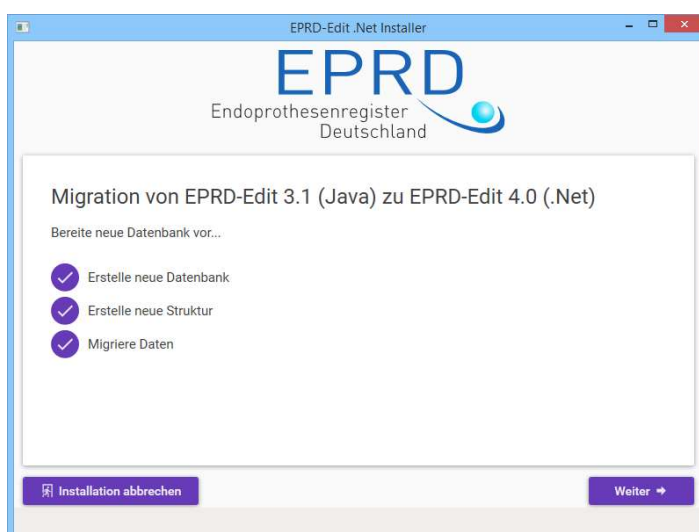 EPRD-Edit .Net Installer
EPRD
Endoprothesenregister
Deutschland
Migration von EPRD-Edit 3.1 (Java) zu EPRD-Edit 4.0 (.Net)
Bereite neue Datenbank vor...
Erstelle neue Datenbank
Erstelle neue Struktur
Migriere Daten
Installation abbrechen
Weiter